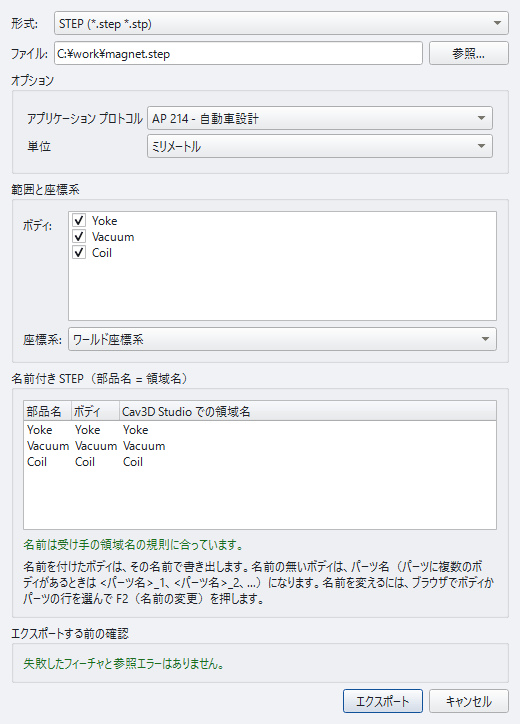 形式: STEP (*.step *.stp)
ファイル: C:¥work¥magnet.step 参照...
オプション
アプリケーション プロトコル AP 214 - 自動車設計
単位 ミリメートル
範囲と座標系
ボディ: Yoke
Vacuum
Coil
座標系: ワールド座標系
名前付き STEP（部品名 = 領域名）
部品名 ボディ Cav3D Studio での領域名
Yoke Yoke Yoke
Vacuum Vacuum Vacuum
Coil Coil Coil
名前は受け手の領域名の規則に合っています。
名前を付けたボディは、その名前で書き出します。名前の無いボディは、パーツ名（パーツに複数のボ
ディがあるときは <パーツ名>_1、<パーツ名>_2、…）になります。名前を変えるには、ブラウザでボディか
パーツの行を選んで F2（名前の変更）を押します。
エクスポートする前の確認
失敗したフィーチャと参照エラーはありません。
エクスポート キャンセル